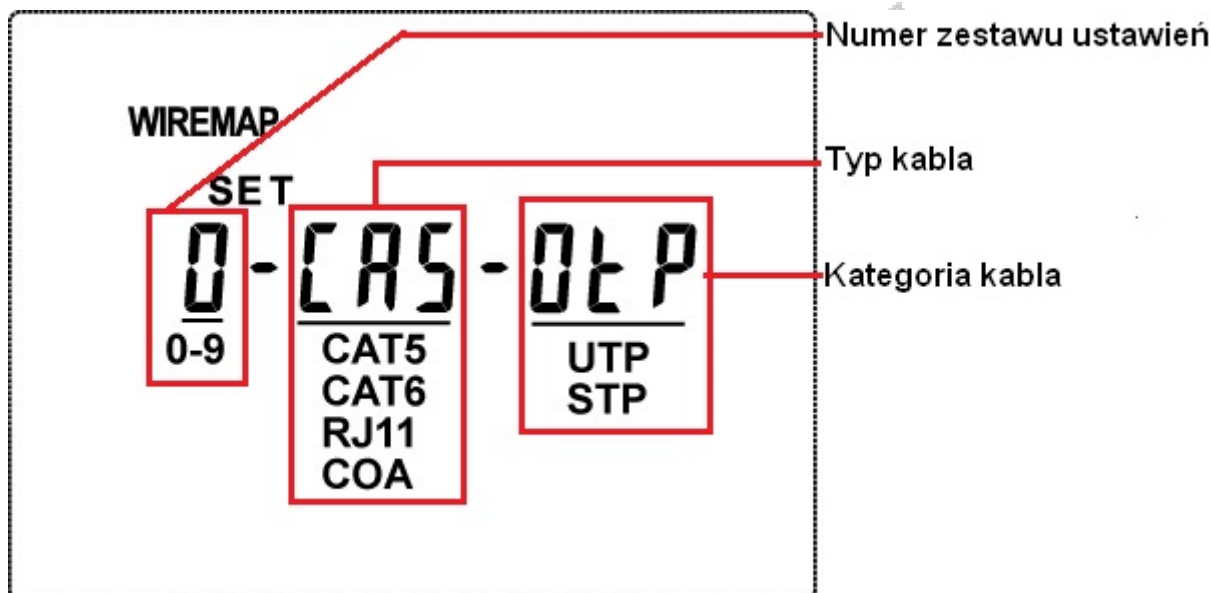 Numer zestawu ustawień
WIREMAP
Typ kabla
SET
0-CA5-0tP
Kategoria kabla
0-9
CAT5
CAT6
RJ11
COA
UTP
STP